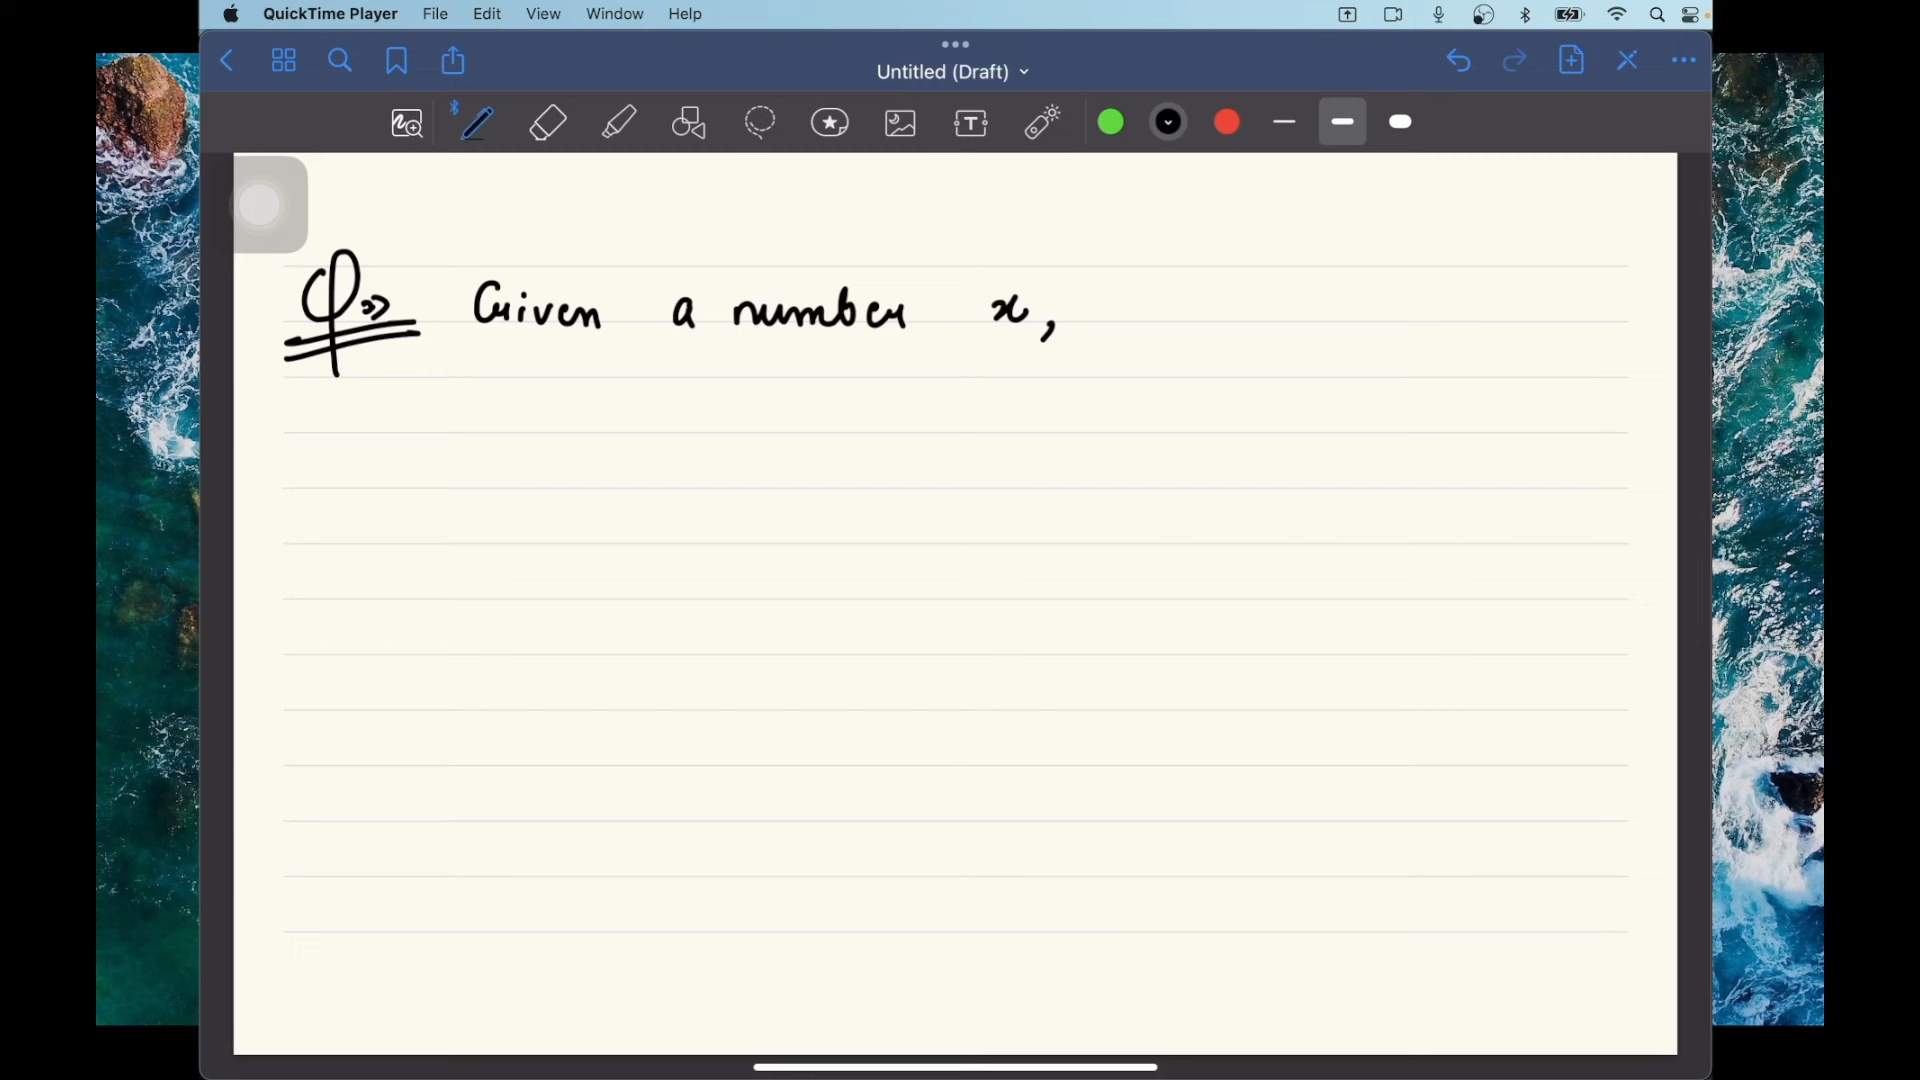 QuickTime Player File Edit View Window Help
Untitled (Draft)
T
Q>> Given a number x,